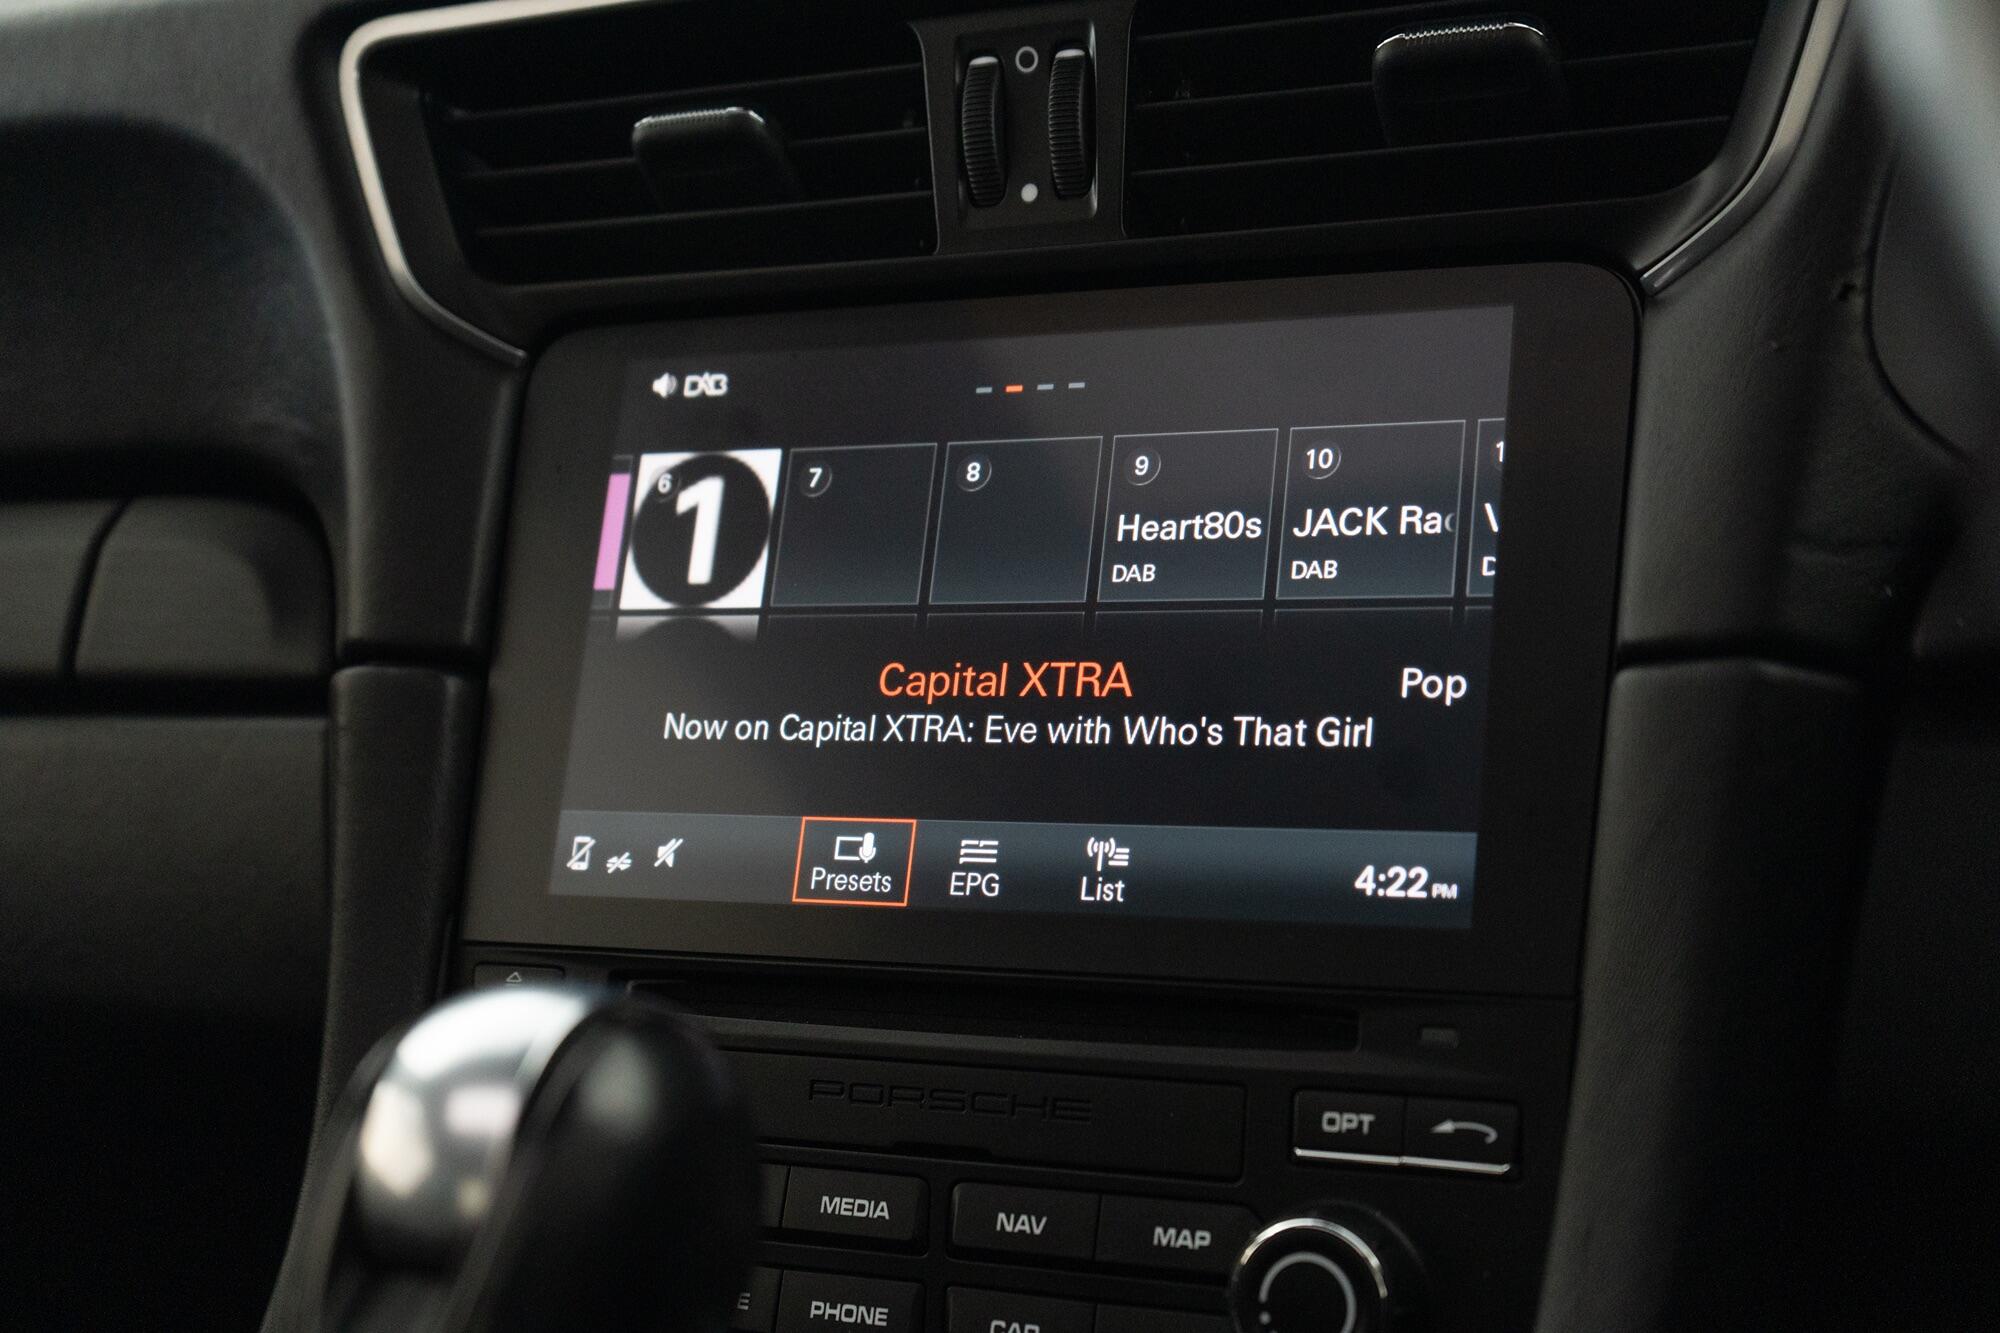 DAB
6
1
7
8
9
Heart80s
DAB
10
JACK Ra
DAB
Capital XTRA
Pop
Now on Capital XTRA: Eve with Who's That Girl
Presets
EPG
List
4:22 PM
PORSCHE
OPT
MEDIA
NAV
MAP
PHONE
CAR